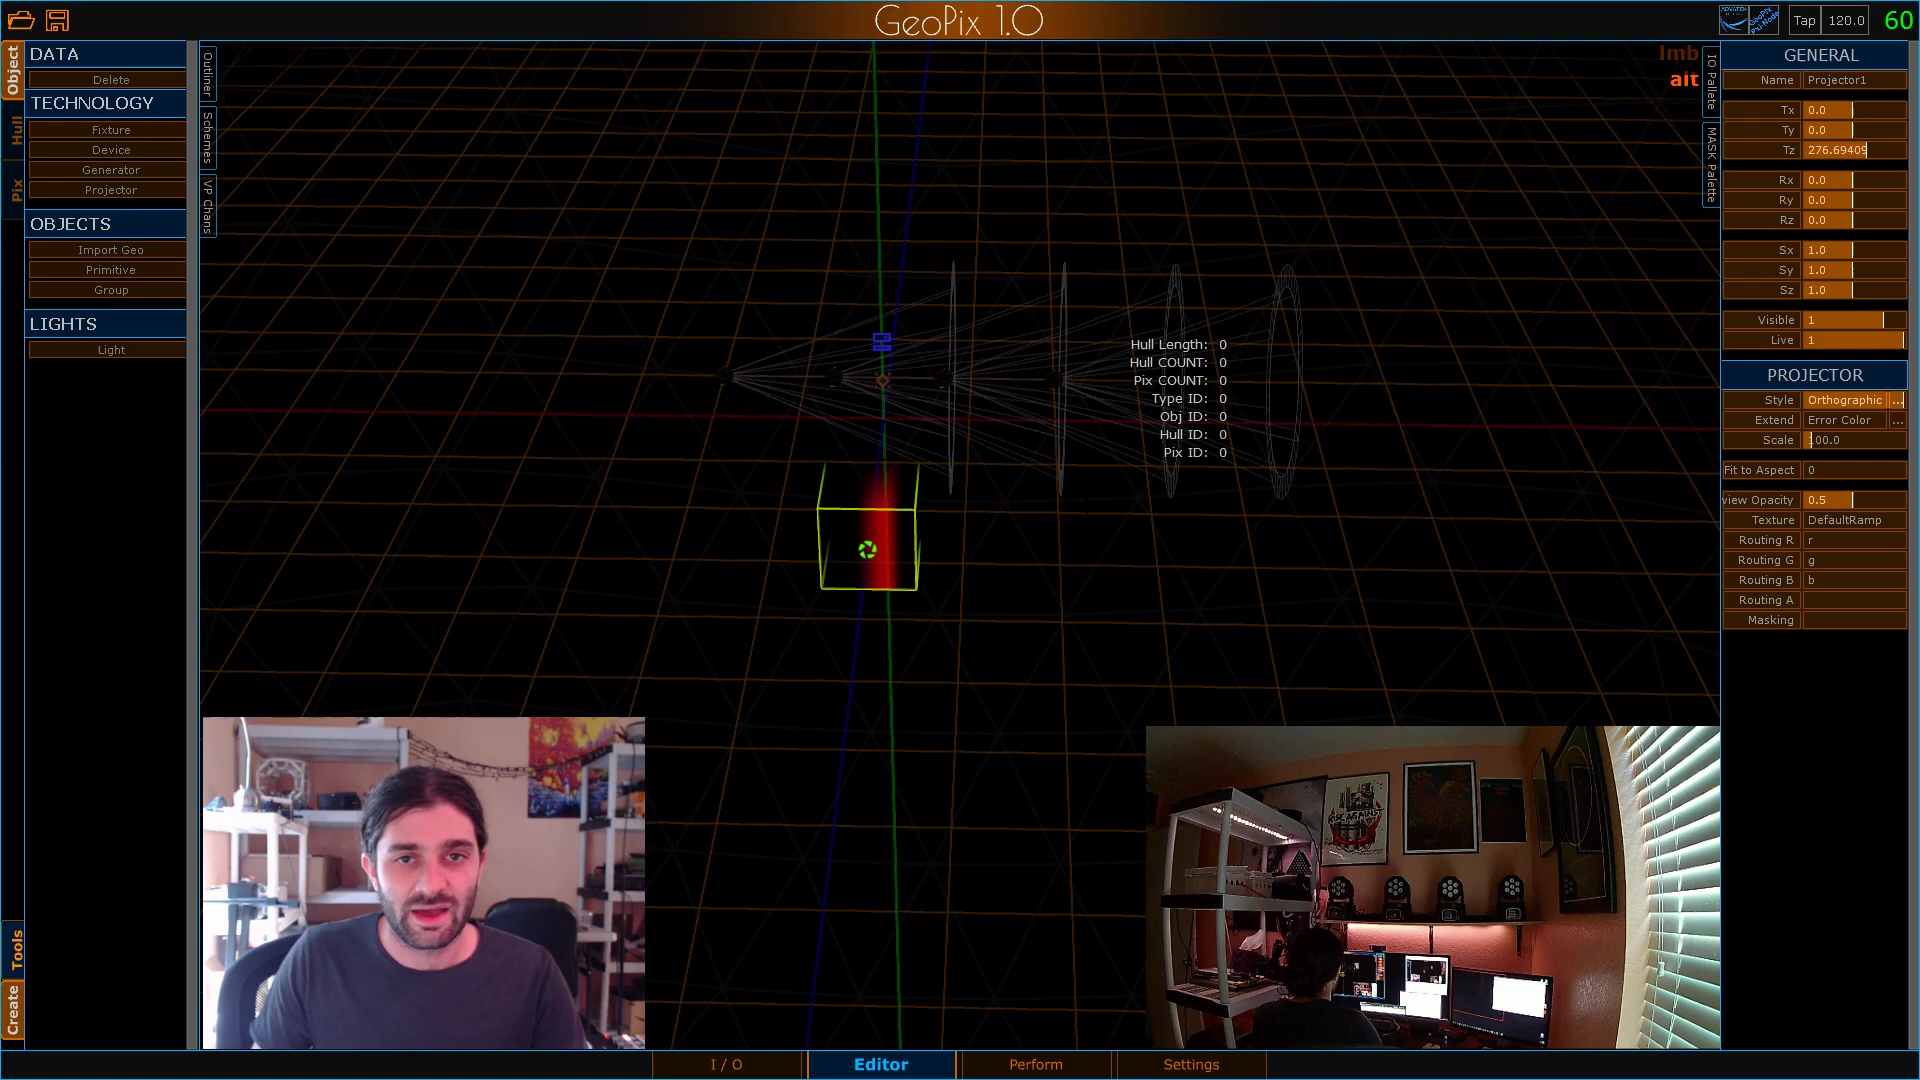 GeoPix 1.0
Tap 120.0 60
Object
Hull
Pix
Tools
Create
DATA
Delete
TECHNOLOGY
Fixture
Device
Generator
Projector
OBJECTS
Import Geo
Primitive
Group
LIGHTS
Light
Outliner
Schemes
VP Chans
lmb
alt
IO Pallete
MASK Palette
Hull Length: 0
Hull COUNT: 0
Pix COUNT: 0
Type ID: 0
Obj ID: 0
Hull ID: 0
Pix ID: 0
GENERAL
Name Projector1
Tx 0.0
Ty 0.0
Tz 276.69409
Rx 0.0
Ry 0.0
Rz 0.0
Sx 1.0
Sy 1.0
Sz 1.0
Visible 1
Live 1
PROJECTOR
Style Orthographic ...
Extend Error Color ...
Scale 100.0
Fit to Aspect 0
view Opacity 0.5
Texture DefaultRamp
Routing R r
Routing G g
Routing B b
Routing A
Masking
I / O
Editor
Perform
Settings